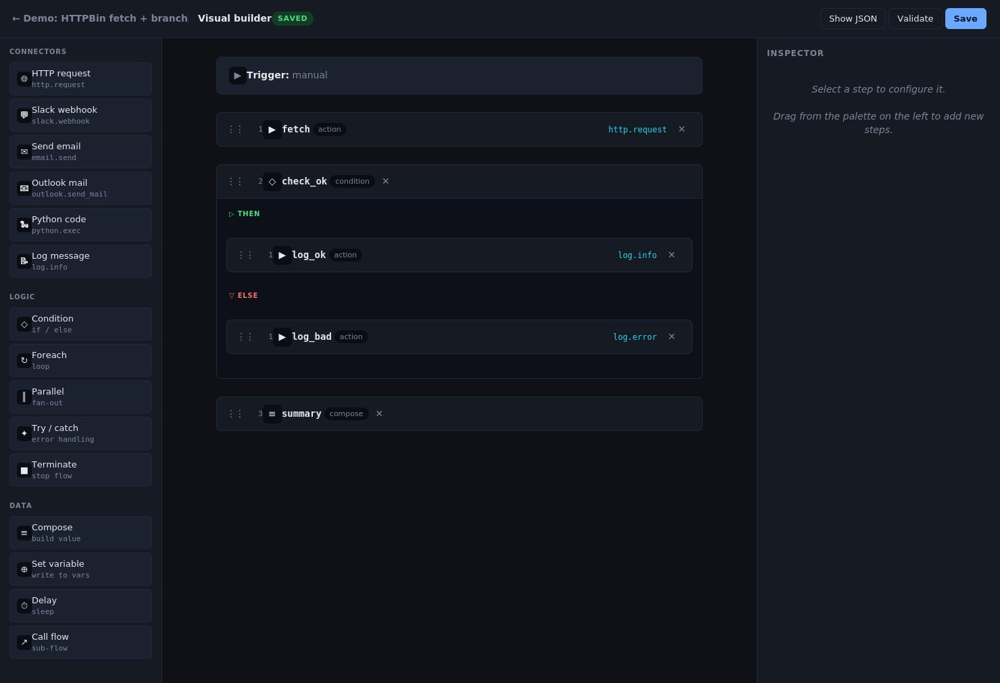 ← Demo: HTTPBin fetch + branch Visual builder SAVED Show JSON Validate Save
CONNECTORS
HTTP request
http.request
Slack webhook
slack.webhook
Send email
email.send
Outlook mail
outlook.send_mail
Python code
python.exec
Log message
log.info
LOGIC
Condition
if / else
Foreach
loop
Parallel
fan-out
Try / catch
error handling
Terminate
stop flow
DATA
Compose
build value
Set variable
write to vars
Delay
sleep
Call flow
sub-flow
Trigger: manual
1 fetch action http.request ✕
2 check_ok condition ✕
▷ THEN
1 log_ok action log.info ✕
▽ ELSE
1 log_bad action log.error ✕
3 summary compose ✕
INSPECTOR
Select a step to configure it.
Drag from the palette on the left to add new
steps.